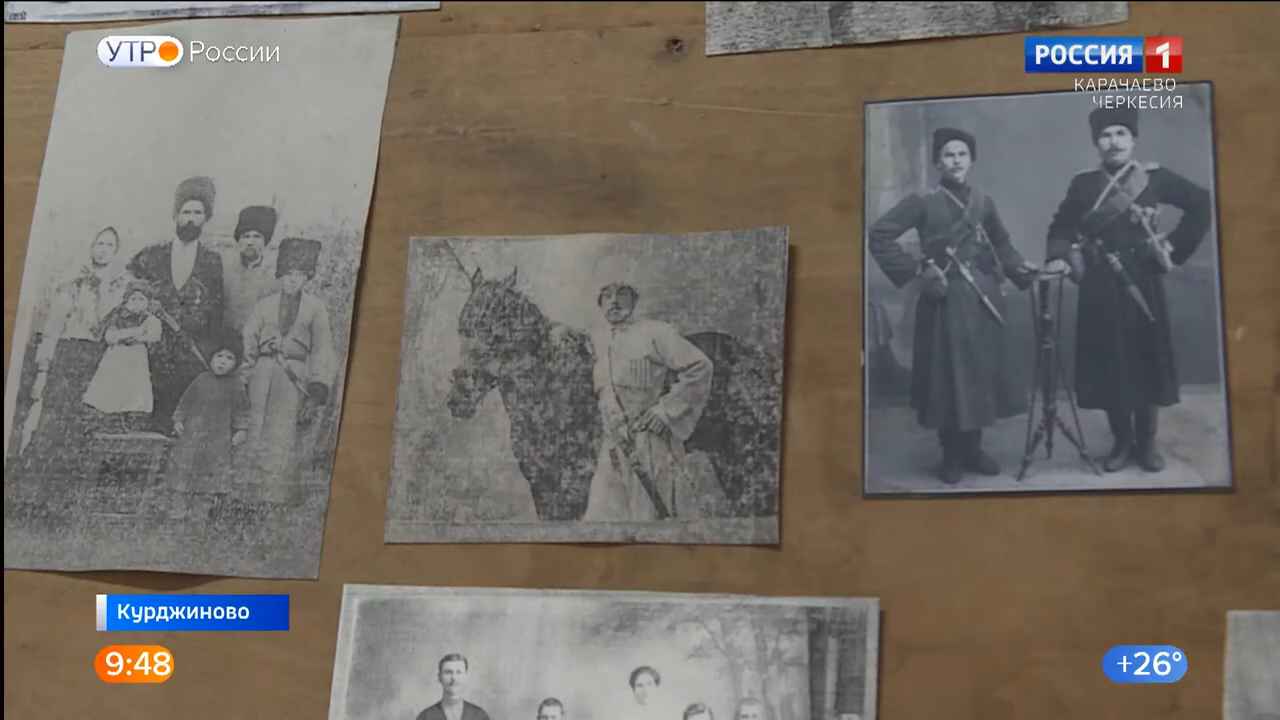 УТРО России
РОССИЯ 1
КАРАЧАЕВО
ЧЕРКЕСИЯ
Курджиново
9:48
+26°